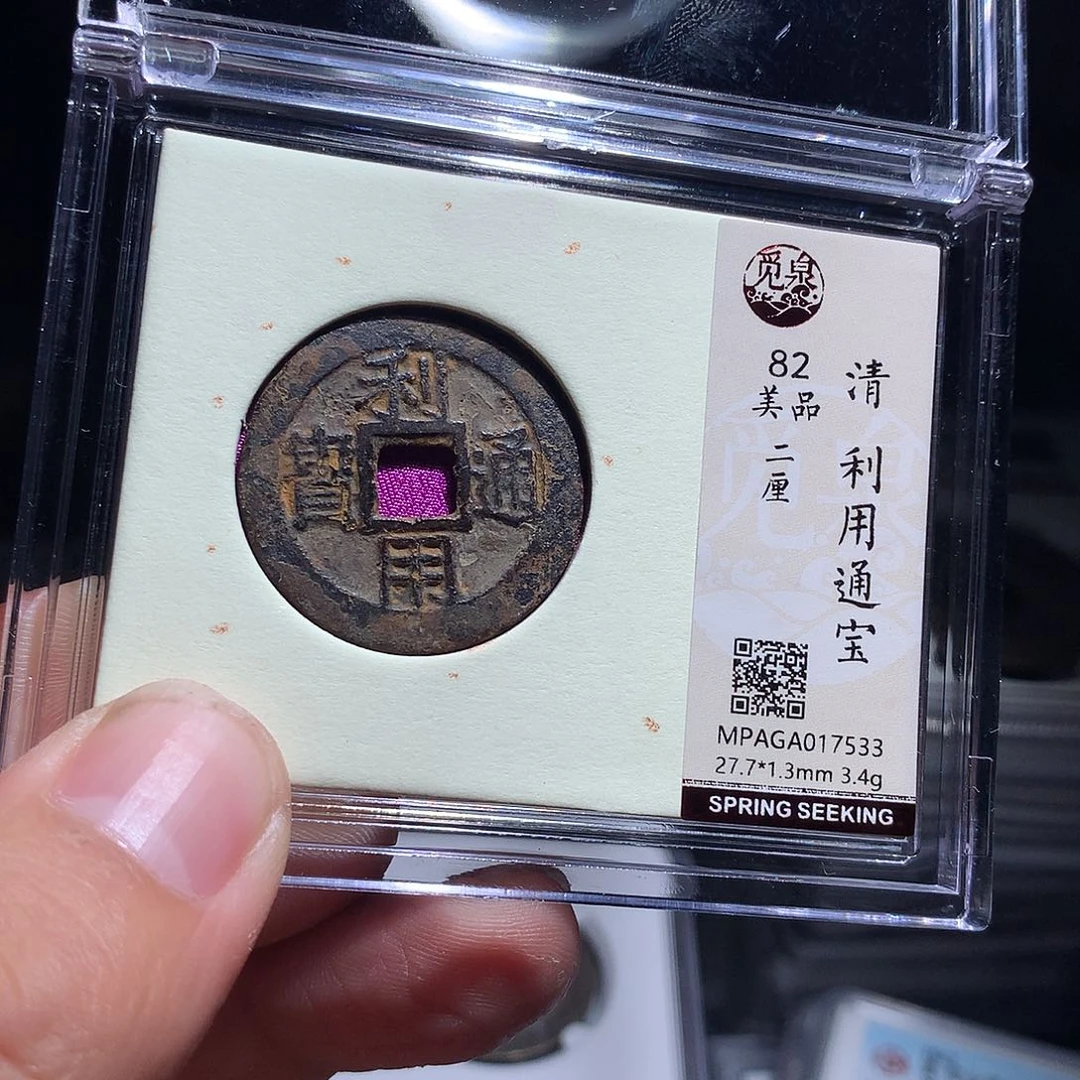 利用
通寶
觅泉
82
美品
二厘
清 利用通宝
MPAGA017533
27.7*1.3mm 3.4g
SPRING SEEKING